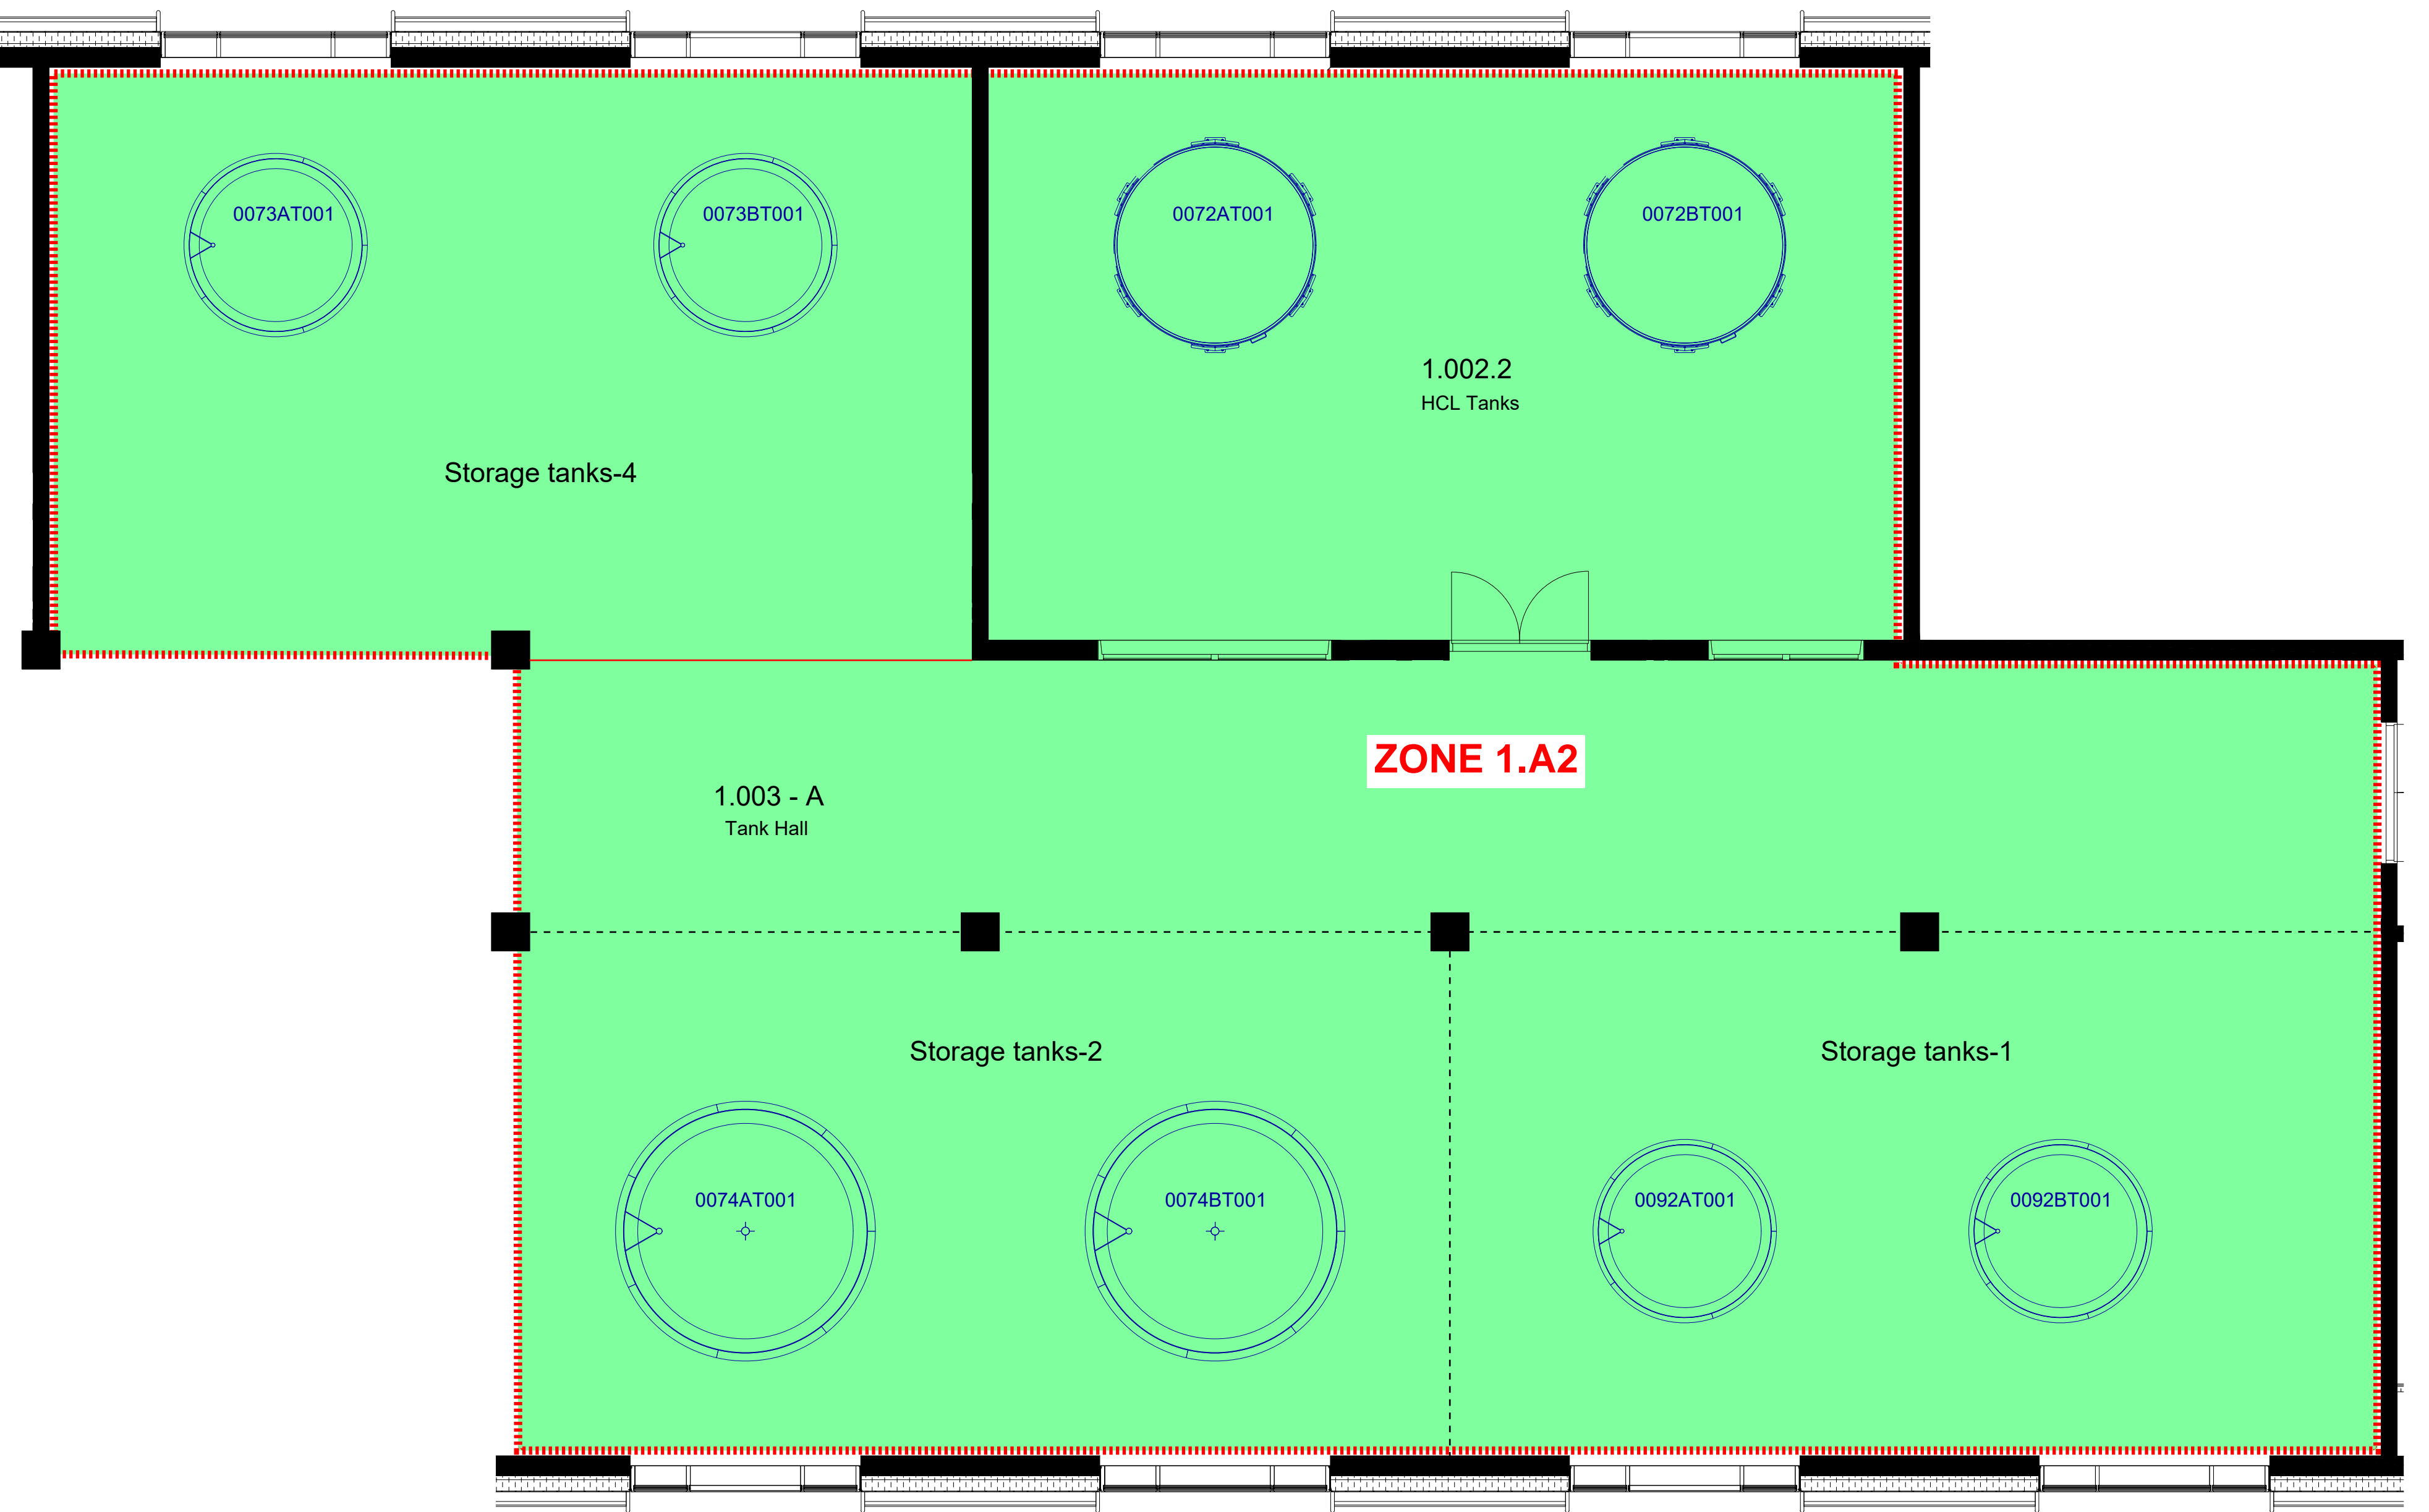 0073AT001
0073BT001
0072AT001
0072BT001
1.002.2
HCL Tanks
Storage tanks-4
ZONE 1.A2
1.003 - A
Tank Hall
Storage tanks-2
Storage tanks-1
0074AT001
0074BT001
0092AT001
0092BT001